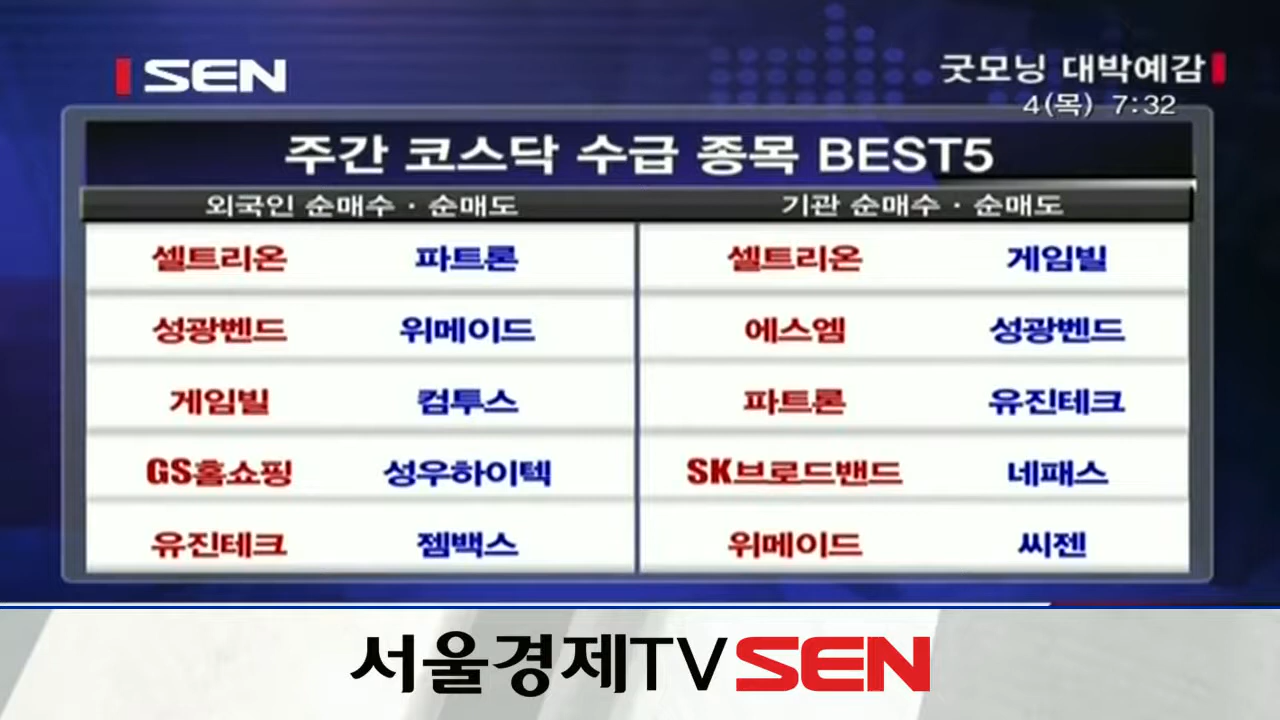 SEN
굿모닝 대박예감
4(목) 7:32
주간 코스닥 수급 종목 BEST5
외국인 순매수 · 순매도 기관 순매수 · 순매도
셀트리온 파트론 셀트리온 게임빌
성광벤드 위메이드 에스엠 성광벤드
게임빌 컴투스 파트론 유진테크
GS홈쇼핑 성우하이텍 SK브로드밴드 네패스
유진테크 젬백스 위메이드 씨젠
서울경제TV SEN